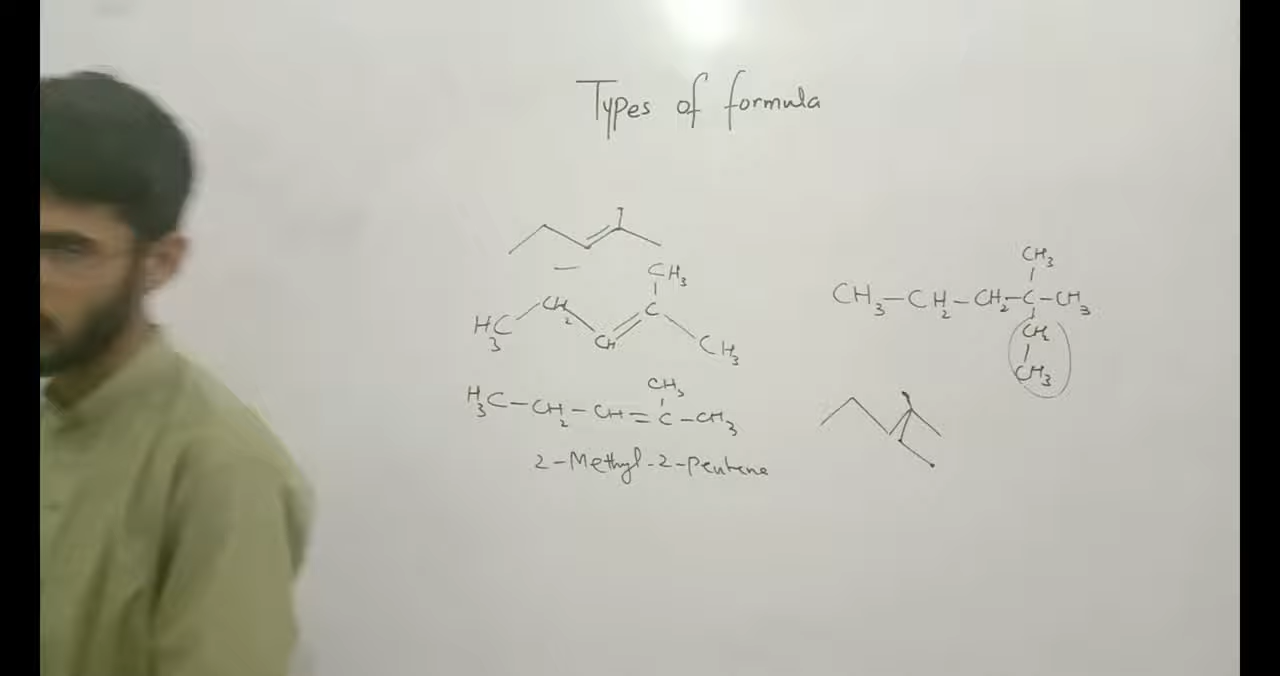 Types of formula
CH3
H3C CH2 CH=C CH3
CH3
H3C-CH2-CH=C-CH3
2-Methyl-2-Pentene
CH3
CH3-CH2-CH2-C-CH3
CH2
CH3